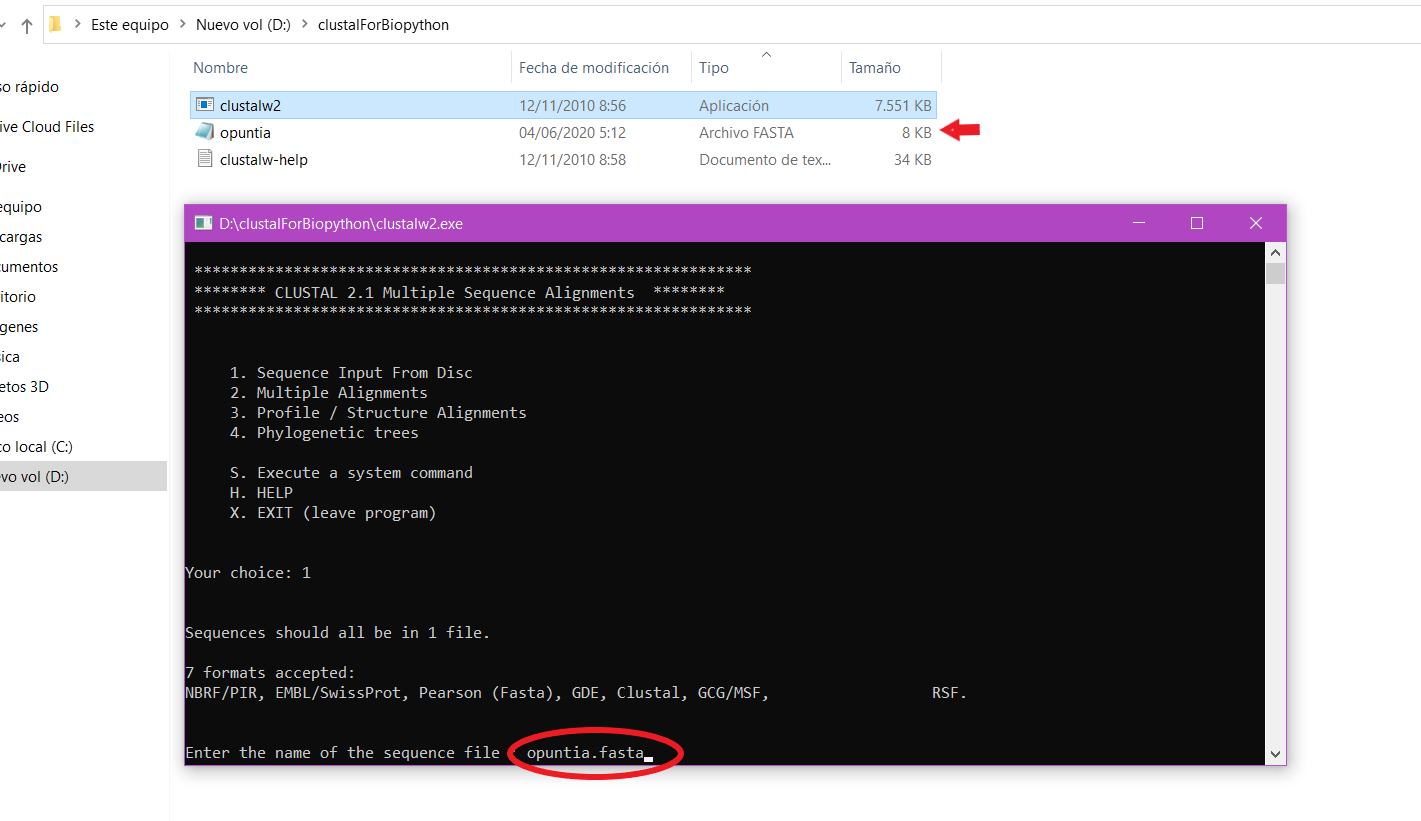 Este equipo > Nuevo vol (D:) > clustalForBiopython
Nombre Fecha de modificación Tipo Tamaño
so rápido
ive Cloud Files
Drive
equipo
cargas
cumentos
itorio
genes
sica
etos 3D
eos
co local (C:)
evo vol (D:)
clustalw2 12/11/2010 8:56 Aplicación 7.551 KB
opuntia 04/06/2020 5:12 Archivo FASTA 8 KB
clustalw-help 12/11/2010 8:58 Documento de tex... 34 KB
D:\clustalForBiopython\clustalw2.exe
**************************************************************
******** CLUSTAL 2.1 Multiple Sequence Alignments ********
**************************************************************
1. Sequence Input From Disc
2. Multiple Alignments
3. Profile / Structure Alignments
4. Phylogenetic trees
S. Execute a system command
H. HELP
X. EXIT (leave program)
Your choice: 1
Sequences should all be in 1 file.
7 formats accepted:
NBRF/PIR, EMBL/SwissProt, Pearson (Fasta), GDE, Clustal, GCG/MSF, RSF.
Enter the name of the sequence file : opuntia.fasta